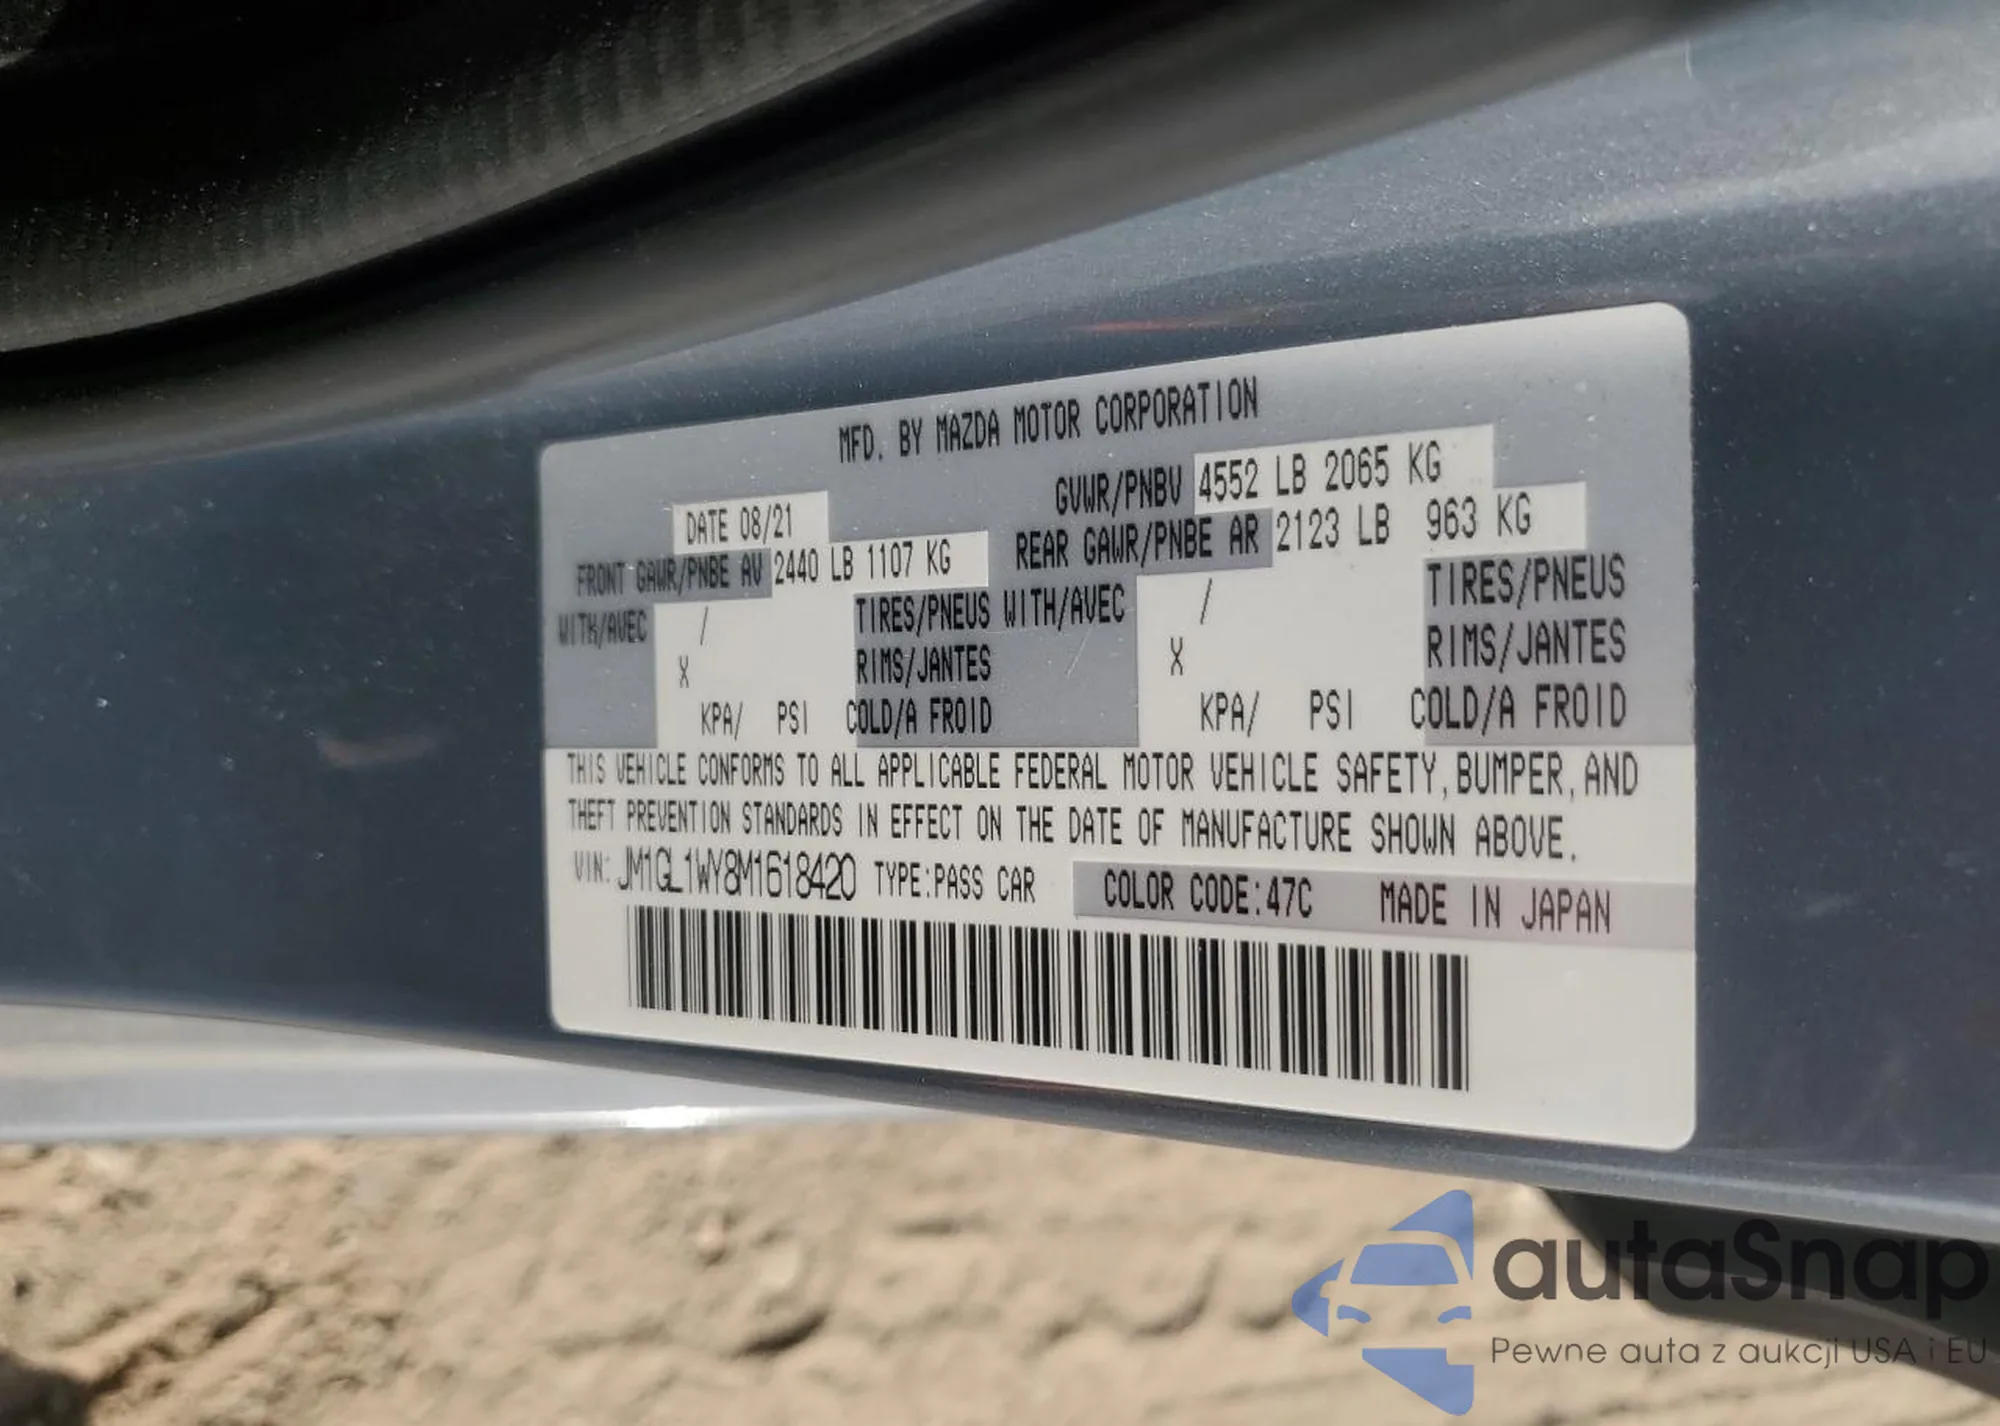 MFD. BY MAZDA MOTOR CORPORATION
GVWR/PNBV 4552 LB 2065 KG
DATE 08/21
FRONT GAWR/PNBE AV 2440 LB 1107 KG
REAR GAWR/PNBE AR 2123 LB 963 KG
WITH/AVEC / TIRES/PNEUS WITH/AVEC / TIRES/PNEUS
X RIMS/JANTES X RIMS/JANTES
KPA/ PSI COLD/A FROID KPA/ PSI COLD/A FROID
THIS VEHICLE CONFORMS TO ALL APPLICABLE FEDERAL MOTOR VEHICLE SAFETY, BUMPER, AND
THEFT PREVENTION STANDARDS IN EFFECT ON THE DATE OF MANUFACTURE SHOWN ABOVE.
VIN: JM1GL1WY8M1618420 TYPE:PASS CAR COLOR CODE:47C MADE IN JAPAN
autaSnap
Pewne auta z aukcji USA i EU